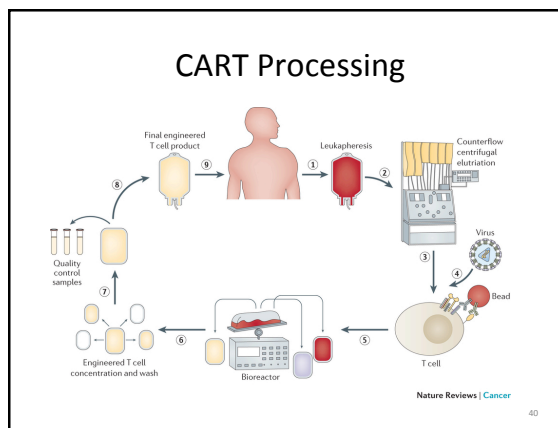 CART Processing
Final engineered
T cell product
⑨
①
Leukapheresis
②
Counterflow
centrifugal
elutriation
⑧
③
Virus
④
Bead
Quality
control
samples
⑦
⑥
⑤
T cell
Engineered T cell
concentration and wash
Bioreactor
Nature Reviews | Cancer
40